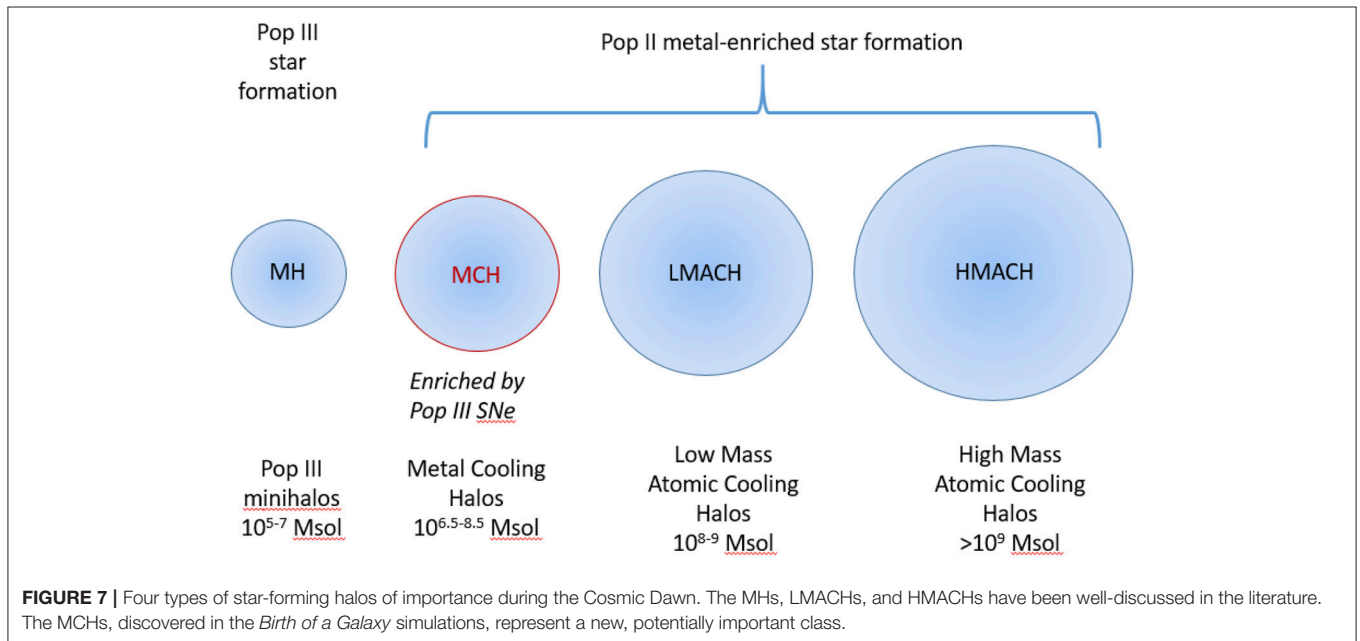 Pop III
star
formation
Pop II metal-enriched star formation
MH
MCH
LMACH
HMACH
Enriched by
Pop III SNe
Pop III
minihalos
10^5-7 Msol
Metal Cooling
Halos
10^6.5-8.5 Msol
Low Mass
Atomic Cooling
Halos
10^8-9 Msol
High Mass
Atomic Cooling
Halos
>10^9 Msol
FIGURE 7 | Four types of star-forming halos of importance during the Cosmic Dawn. The MHs, LMACHs, and HMACHs have been well-discussed in the literature.
The MCHs, discovered in the Birth of a Galaxy simulations, represent a new, potentially important class.